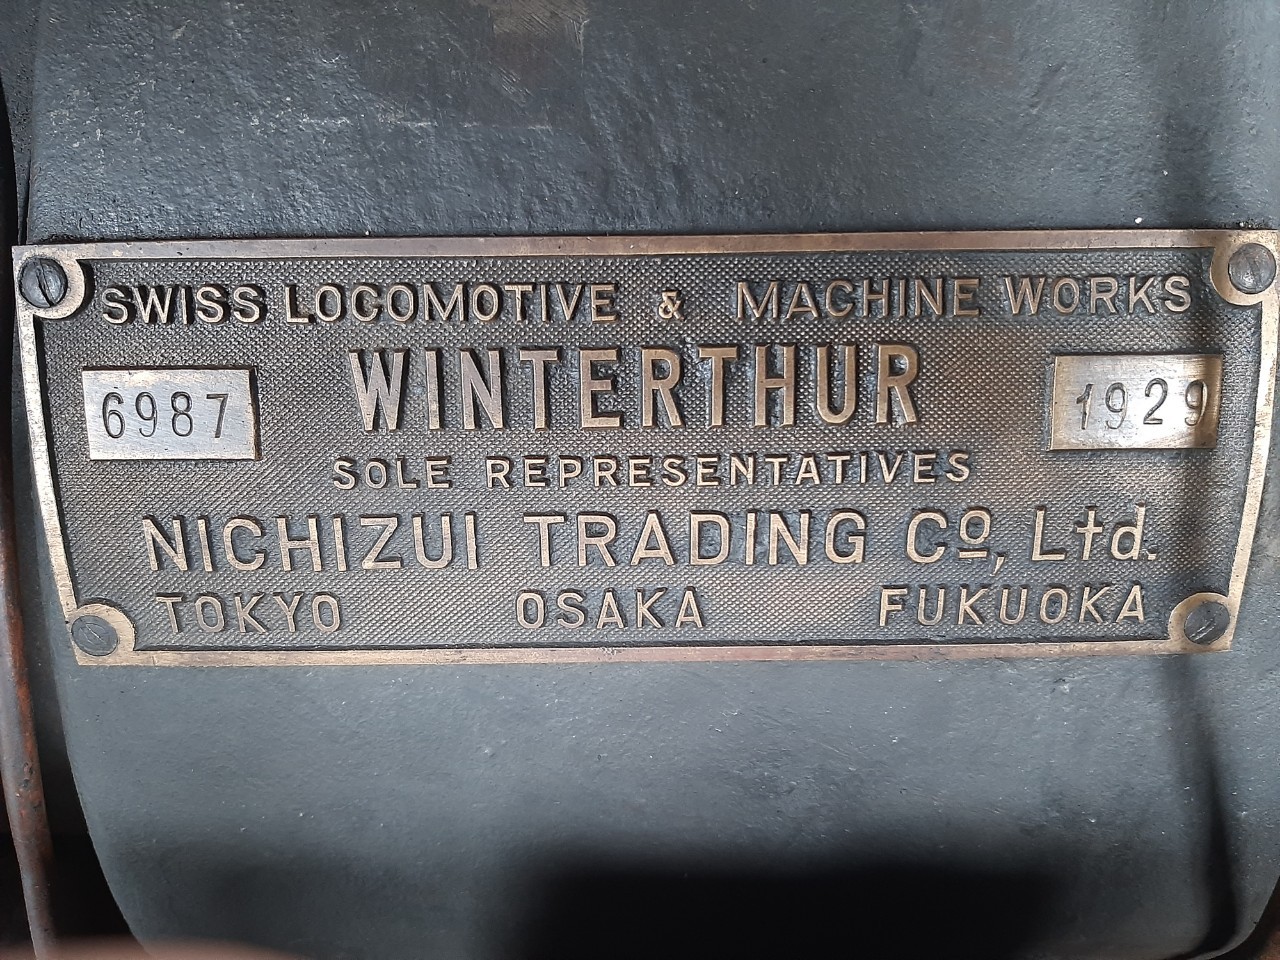 SWISS LOCOMOTIVE & MACHINE WORKS
6987 WINTERTHUR 1929
SOLE REPRESENTATIVES
NICHIZUI TRADING Cº, Ltd.
TOKYO OSAKA FUKUOKA